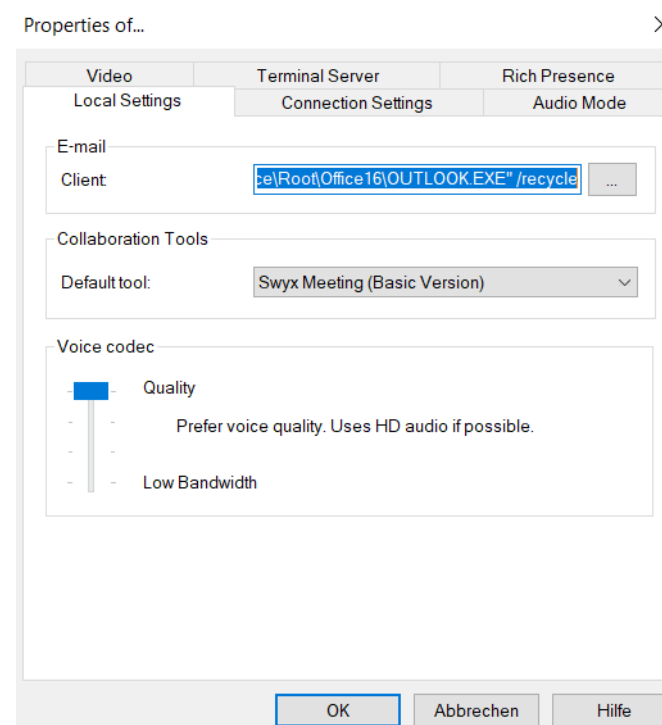 Properties of...
Video Terminal Server Rich Presence
Local Settings Connection Settings Audio Mode
E-mail
Client: ce\Root\Office16\OUTLOOK.EXE" /recycle ...
Collaboration Tools
Default tool: Swyx Meeting (Basic Version)
Voice codec
Quality
Prefer voice quality. Uses HD audio if possible.
Low Bandwidth
OK Abbrechen Hilfe